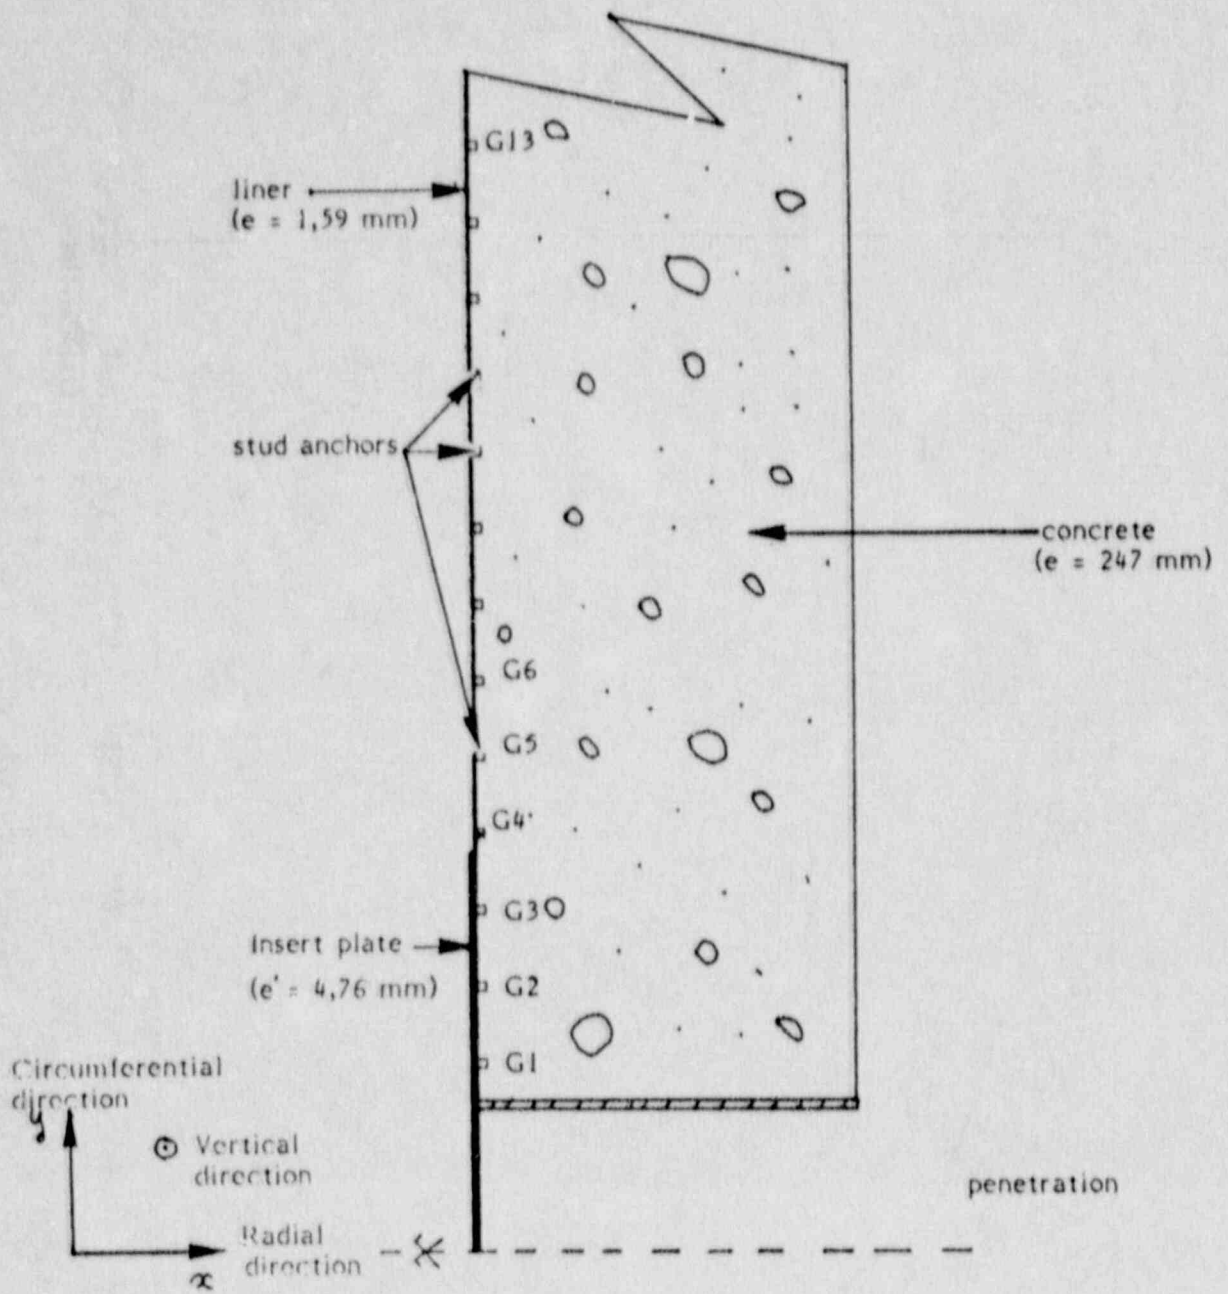 G13
liner
(e = 1,59 mm)
stud anchors
concrete
(e = 247 mm)
G6
G5
G4
G3
Insert plate
(e' = 4,76 mm)
G2
G1
Circumferential
direction
y
Vertical
direction
penetration
Radial
direction
x